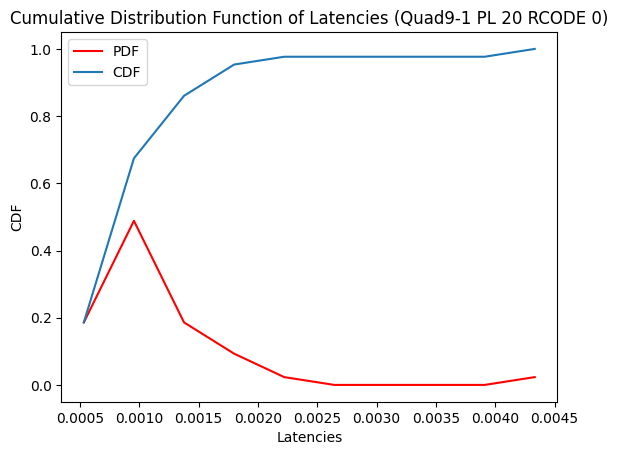 Cumulative Distribution Function of Latencies (Quad9-1 PL 20 RCODE 0)
PDF
CDF
1.0
0.8
0.6
0.4
0.2
0.0
CDF
0.0005 0.0010 0.0015 0.0020 0.0025 0.0030 0.0035 0.0040 0.0045
Latencies